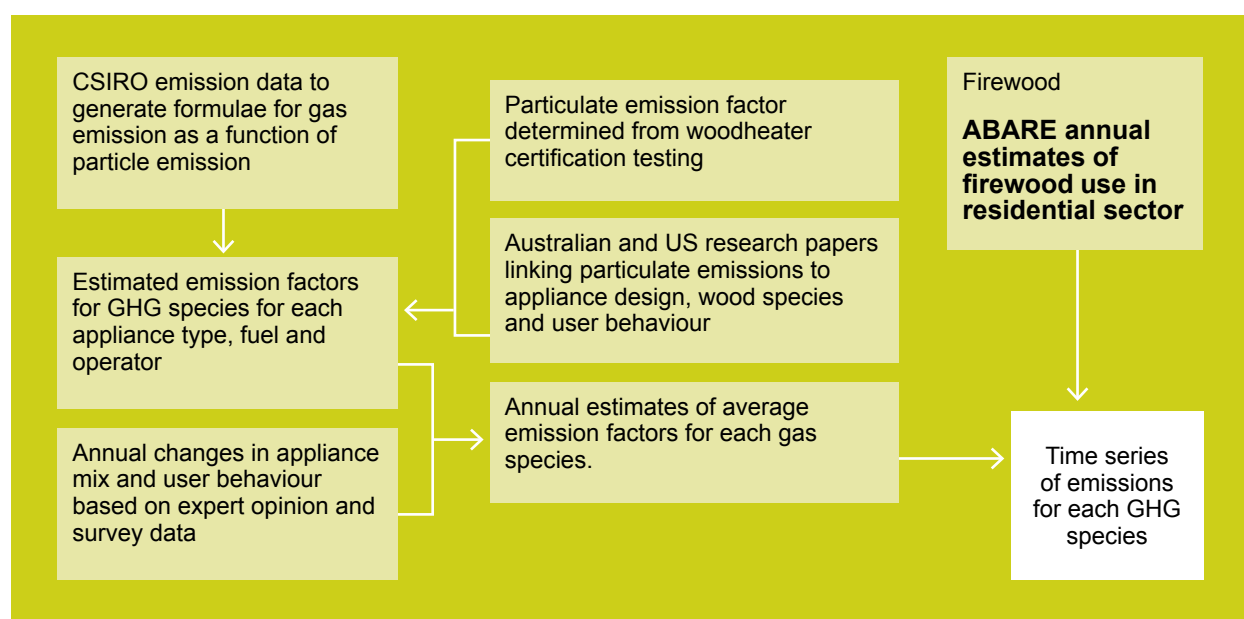 CSIRO emission data to
generate formulae for gas
emission as a function of
particle emission
Estimated emission factors
for GHG species for each
appliance type, fuel and
operator
Annual changes in appliance
mix and user behaviour
based on expert opinion and
survey data
Particulate emission factor
determined from woodheater
certification testing
Australian and US research papers
linking particulate emissions to
appliance design, wood species
and user behaviour
Annual estimates of average
emission factors for each gas
species.
Firewood
ABARE annual
estimates of
firewood use in
residential sector
Time series
of emissions
for each GHG
species